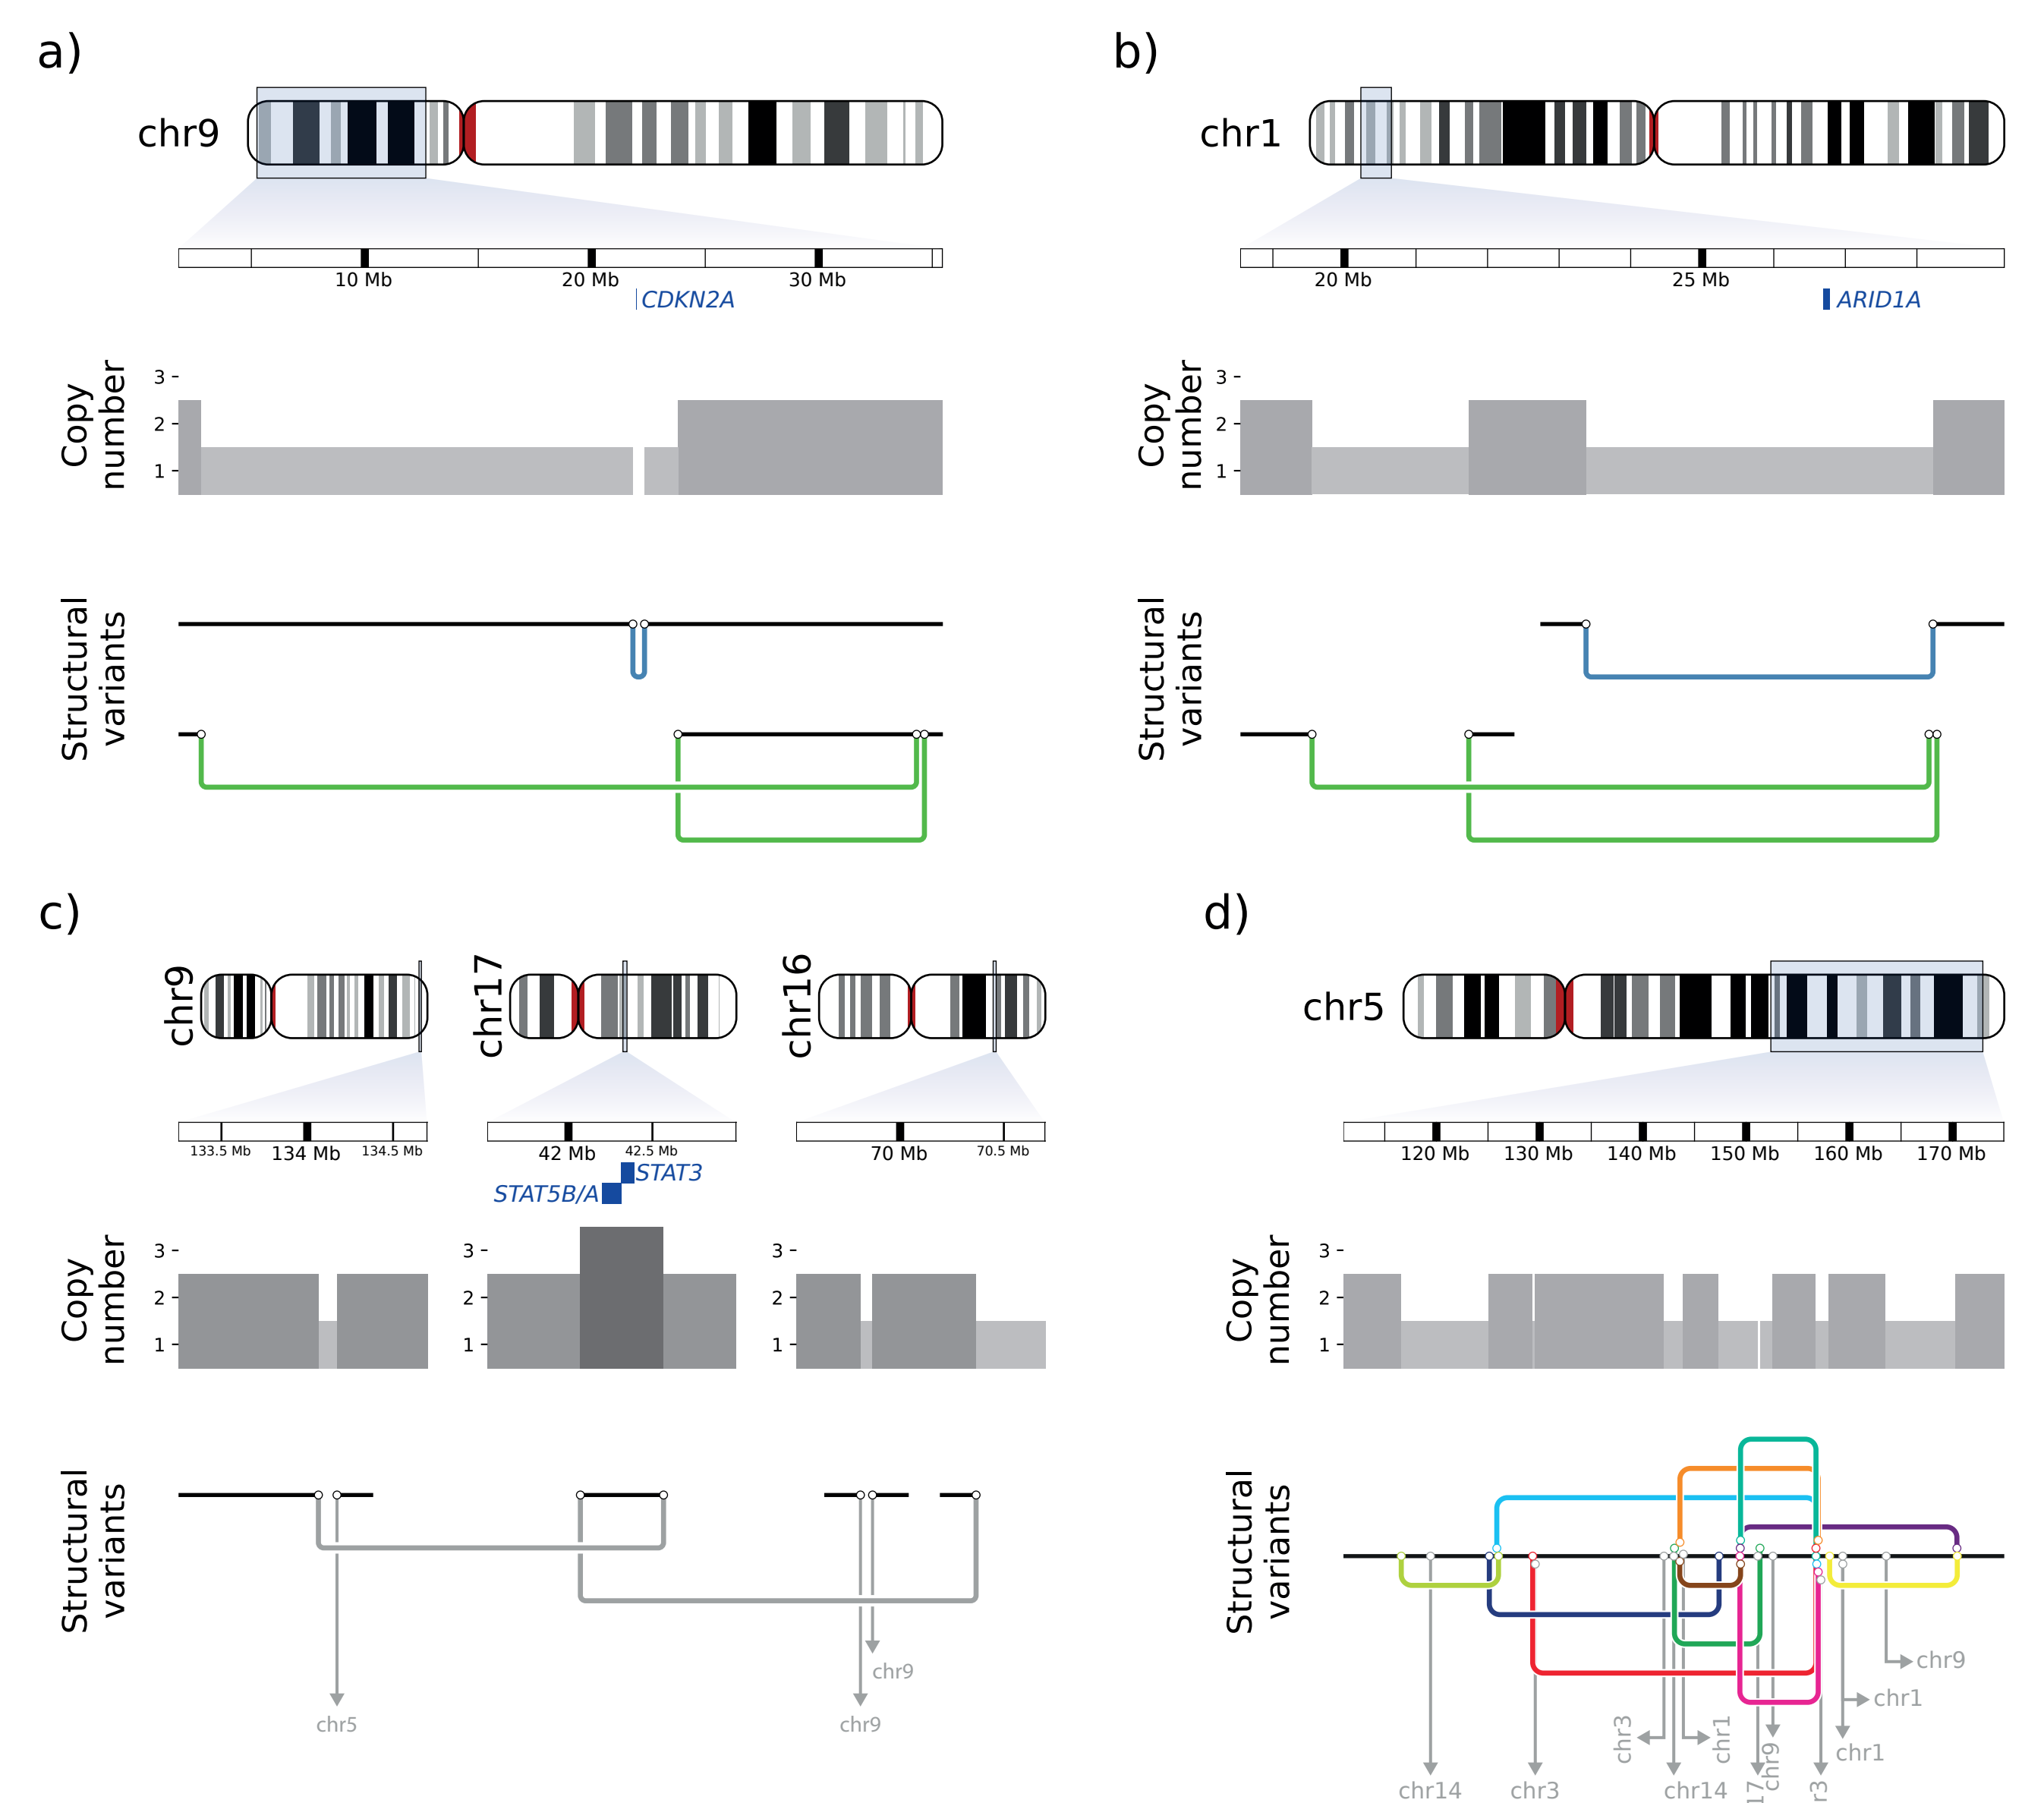 a)
chr9
10 Mb 20 Mb 30 Mb
CDKN2A
Copy
number
3
2
1
Structural
variants
b)
chr1
20 Mb 25 Mb
ARID1A
Copy
number
3
2
1
Structural
variants
c)
chr9
chr17
chr16
133.5 Mb 134 Mb 134.5 Mb
42 Mb 42.5 Mb
70 Mb 70.5 Mb
STAT3
STAT5B/A
Copy
number
3
2
1
3
2
1
3
2
1
Structural
variants
chr9
chr5
chr9
d)
chr5
120 Mb 130 Mb 140 Mb 150 Mb 160 Mb 170 Mb
Copy
number
3
2
1
Structural
variants
chr9
chr1
chr3
chr1
chr9
chr1
chr14
chr3
chr14
17
r3